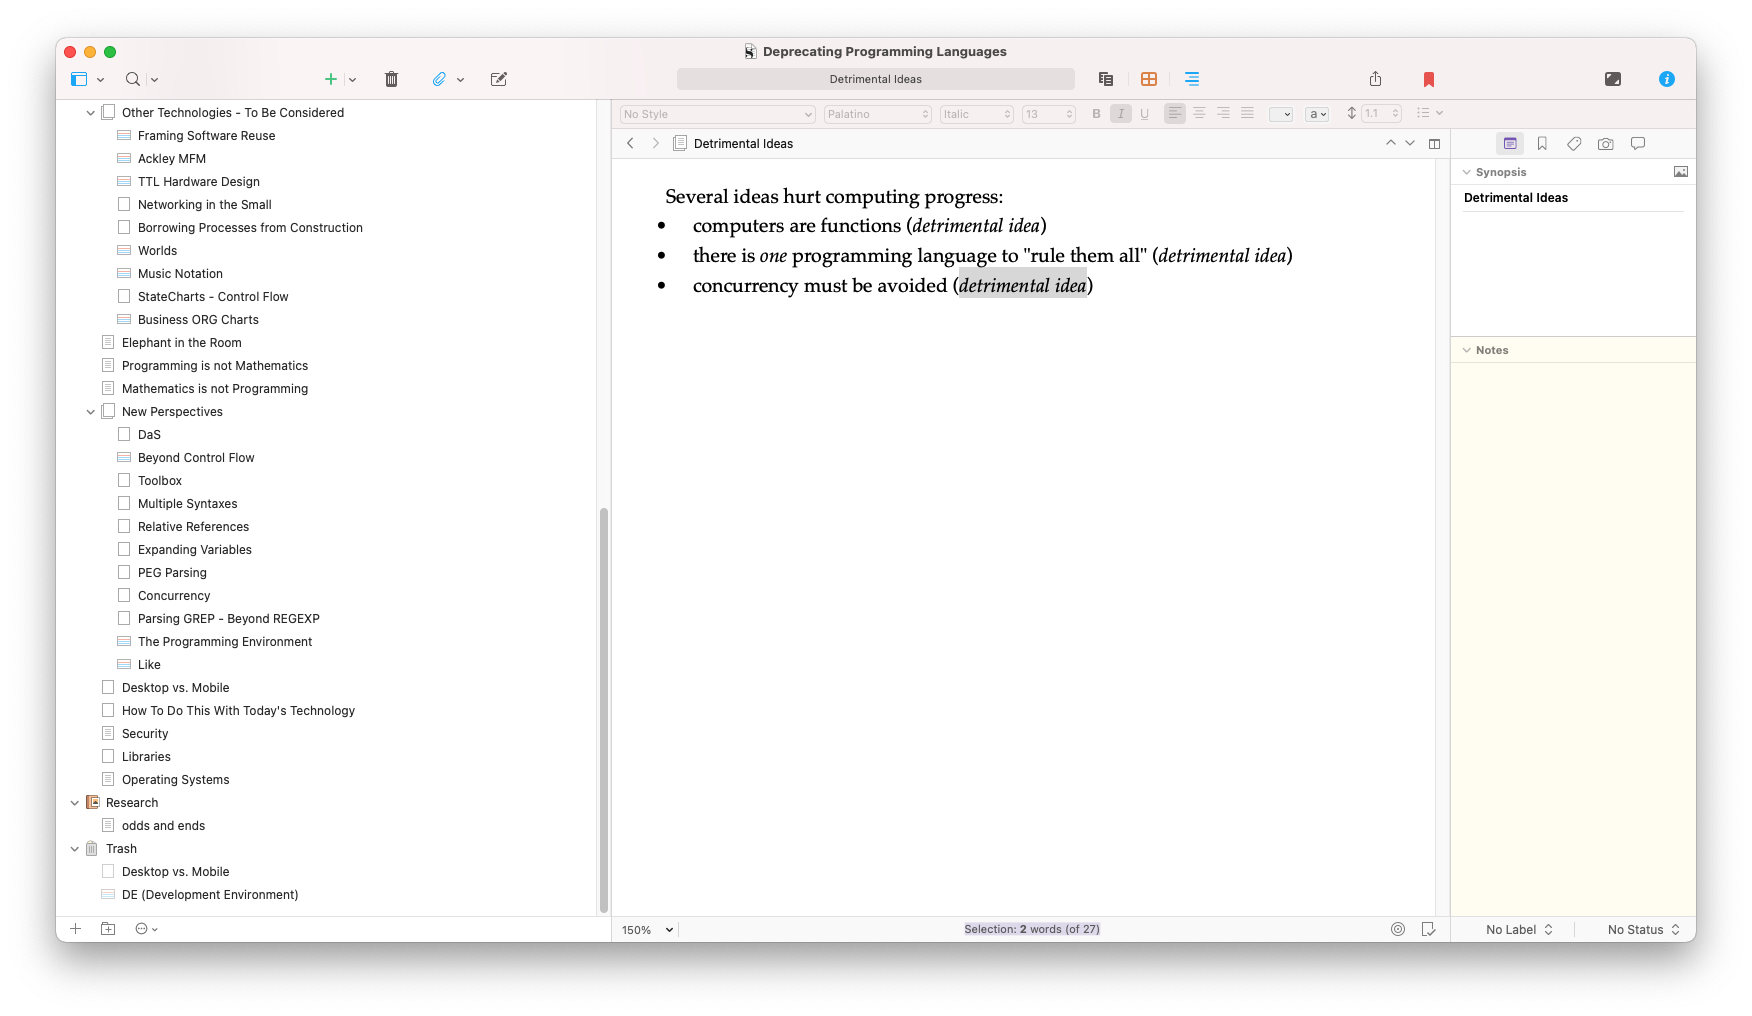 Deprecating Programming Languages
Detrimental Ideas
Other Technologies - To Be Considered
Framing Software Reuse
Ackley MFM
TTL Hardware Design
Networking in the Small
Borrowing Processes from Construction
Worlds
Music Notation
StateCharts - Control Flow
Business ORG Charts
Elephant in the Room
Programming is not Mathematics
Mathematics is not Programming
New Perspectives
DaS
Beyond Control Flow
Toolbox
Multiple Syntaxes
Relative References
Expanding Variables
PEG Parsing
Concurrency
Parsing GREP - Beyond REGEXP
The Programming Environment
Like
Desktop vs. Mobile
How To Do This With Today's Technology
Security
Libraries
Operating Systems
Research
odds and ends
Trash
Desktop vs. Mobile
DE (Development Environment)
No Style Palatino Italic 13 B I U a 1.1
Detrimental Ideas
Several ideas hurt computing progress:
• computers are functions (detrimental idea)
• there is one programming language to "rule them all" (detrimental idea)
• concurrency must be avoided (detrimental idea)
150% Selection: 2 words (of 27)
Synopsis
Detrimental Ideas
Notes
No Label No Status